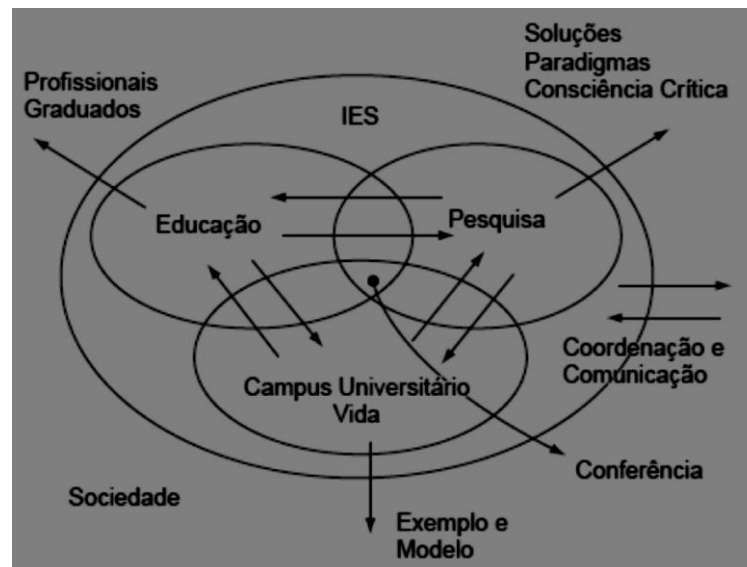 Soluções
Paradigmas
Consciência Crítica
Profissionais
Graduados
IES
Educação
Pesquisa
Coordenação e
Comunicação
Campus Universitário
Vida
Conferência
Sociedade
Exemplo e
Modelo